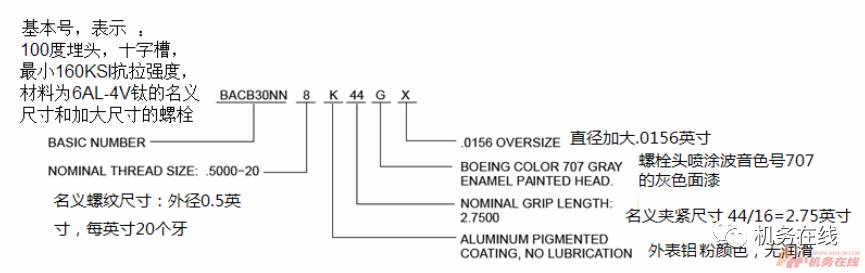 基本号，表示 ：
100度埋头，十字槽，
最小160KSI抗拉强度，
材料为6AL-4V钛的名义
尺寸和加大尺寸的螺栓
BACB30NN 8 K 44 G X
BASIC NUMBER
NOMINAL THREAD SIZE: .5000-20
名义螺纹尺寸：外径0.5英
寸，每英寸20个牙
.0156 OVERSIZE 直径加大.0156英寸
BOEING COLOR 707 GRAY
ENAMEL PAINTED HEAD.
螺栓头喷涂波音色号707
的灰色面漆
NOMINAL GRIP LENGTH:
2.7500
名义夹紧尺寸 44/16=2.75英寸
ALUMINUM PIGMENTED
COATING, NO LUBRICATION
外表铝粉颜色，无润滑
机务在线
机务在线